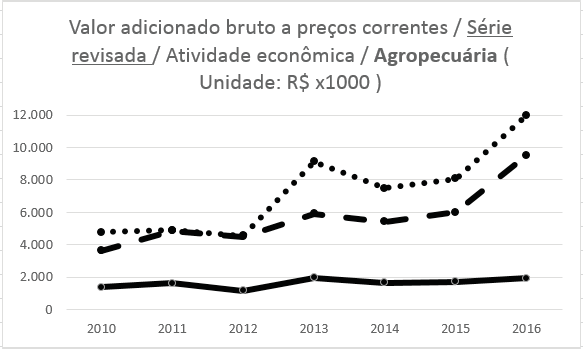 Valor adicionado bruto a preços correntes / Série
revisada / Atividade econômica / Agropecuária (
Unidade: R$ x1000 )
12.000
10.000
8.000
6.000
4.000
2.000
0
2010 2011 2012 2013 2014 2015 2016